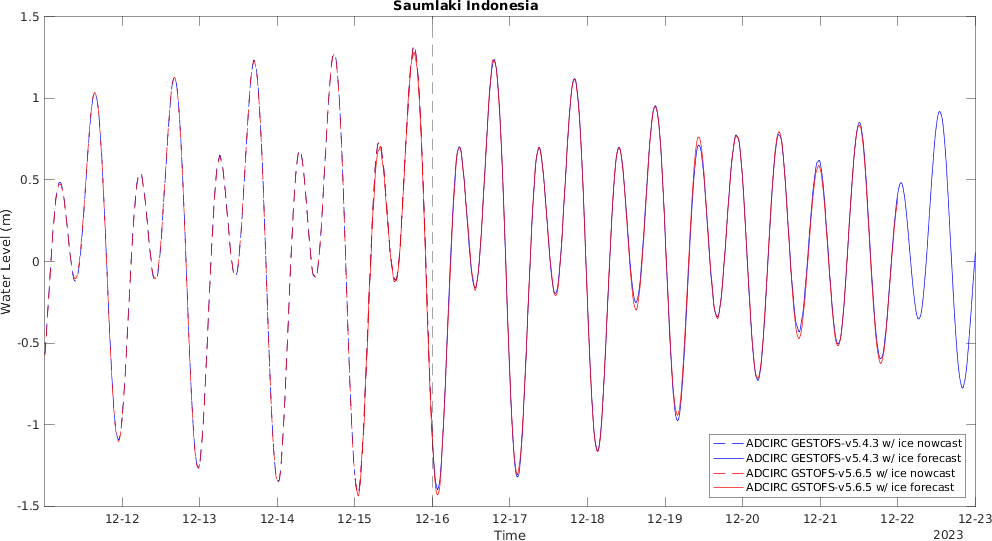 Saumlaki Indonesia
1.5
1
0.5
0
-0.5
-1
-1.5
Water Level (m)
ADCIRC GESTOFS-v5.4.3 w/ ice nowcast
ADCIRC GESTOFS-v5.4.3 w/ ice forecast
ADCIRC GSTOFS-v5.6.5 w/ ice nowcast
ADCIRC GSTOFS-v5.6.5 w/ ice forecast
12-12 12-13 12-14 12-15 12-16 12-17 12-18 12-19 12-20 12-21 12-22 12-23
Time
2023